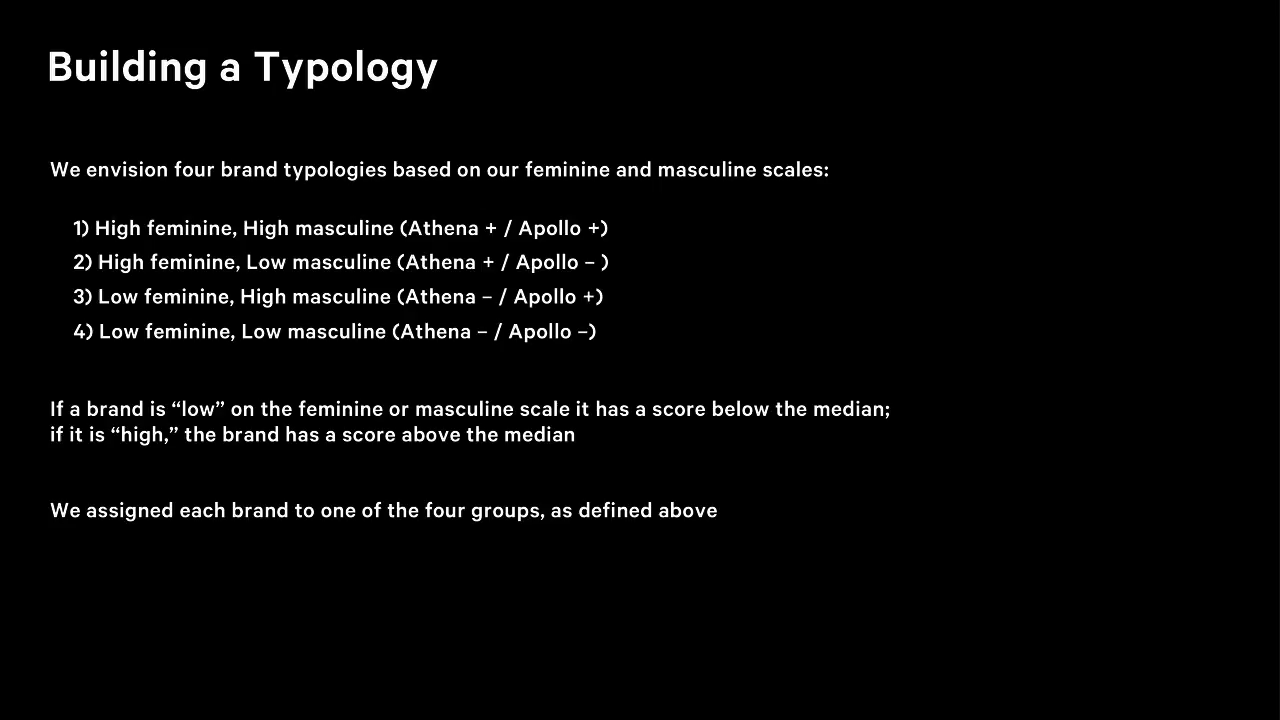 Building a Typology
We envision four brand typologies based on our feminine and masculine scales:
1) High feminine, High masculine (Athena + / Apollo +)
2) High feminine, Low masculine (Athena + / Apollo – )
3) Low feminine, High masculine (Athena – / Apollo +)
4) Low feminine, Low masculine (Athena – / Apollo –)
If a brand is “low” on the feminine or masculine scale it has a score below the median;
if it is “high,” the brand has a score above the median
We assigned each brand to one of the four groups, as defined above